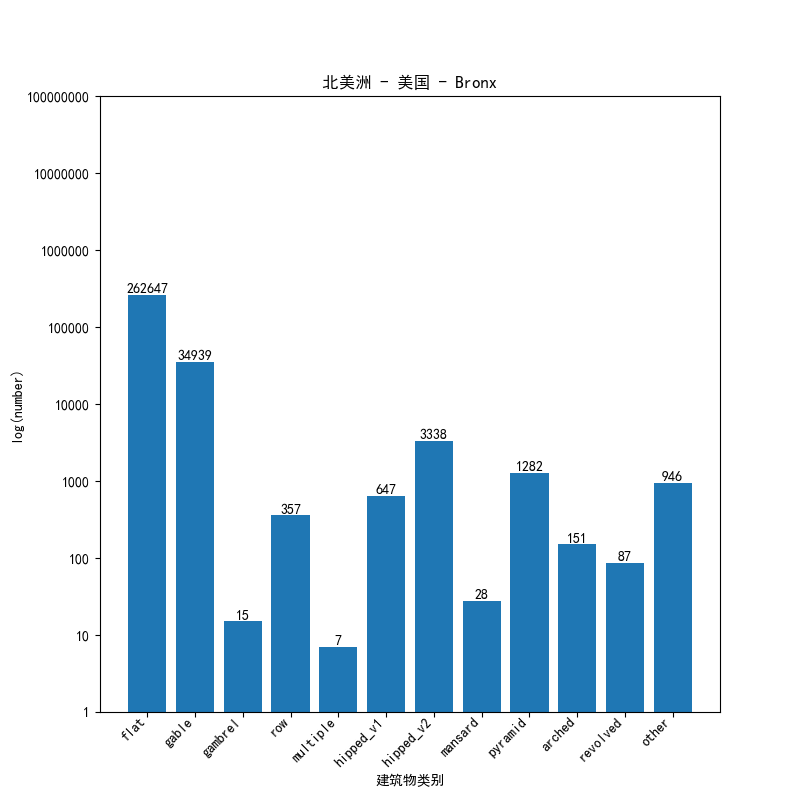 北美洲 - 美国 - Bronx
100000000
10000000
1000000
100000
10000
1000
100
10
1
log(number)
262647
34939
15
357
7
647
3338
28
1282
151
87
946
flat
gable
gambrel
row
multiple
hipped_v1
hipped_v2
mansard
pyramid
arched
revolved
other
建筑物类别